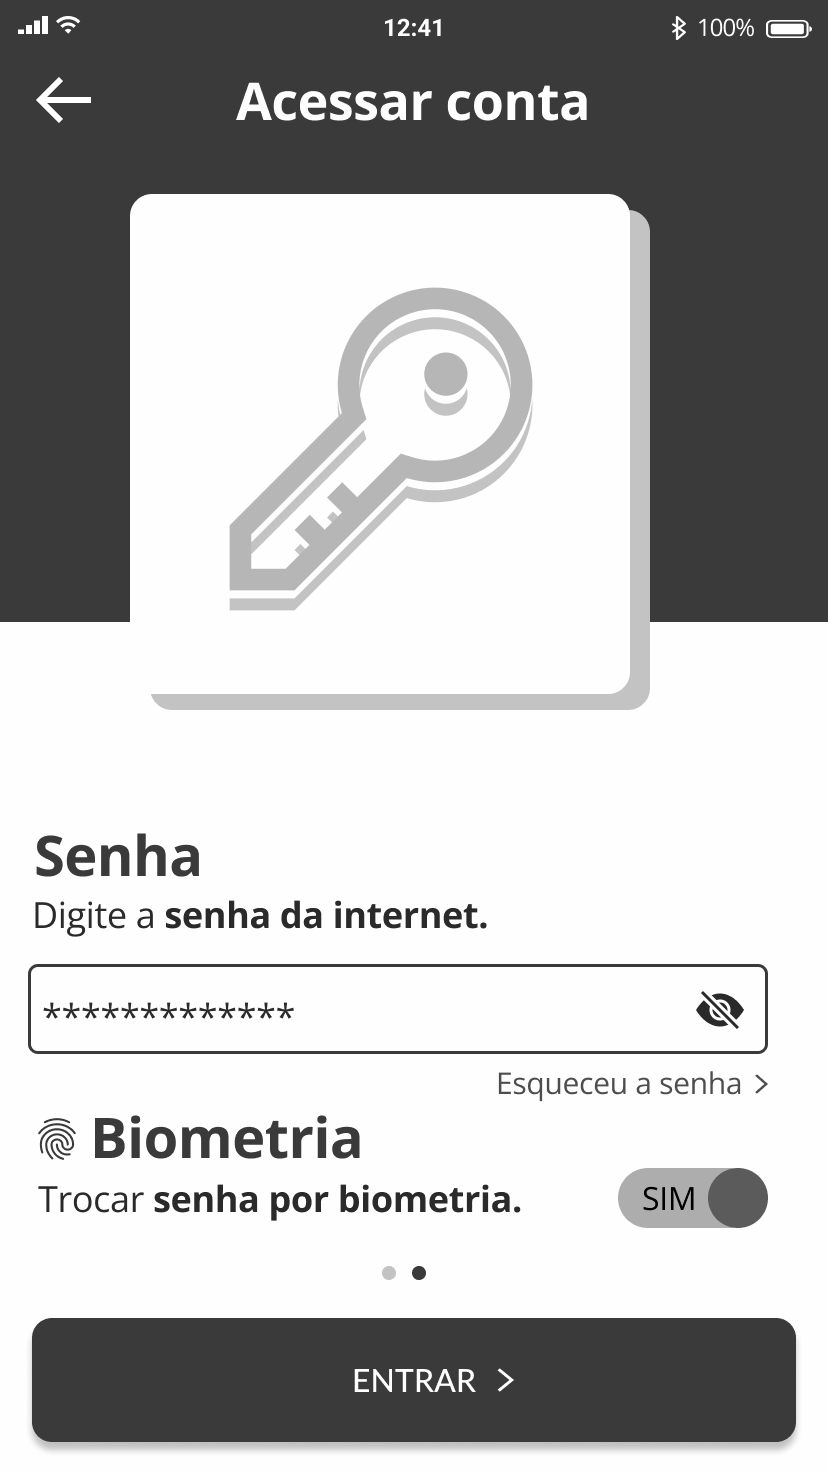 12:41
100%
Acessar conta
Senha
Digite a senha da internet.
*************
Esqueceu a senha >
Biometria
Trocar senha por biometria.
SIM
ENTRAR >